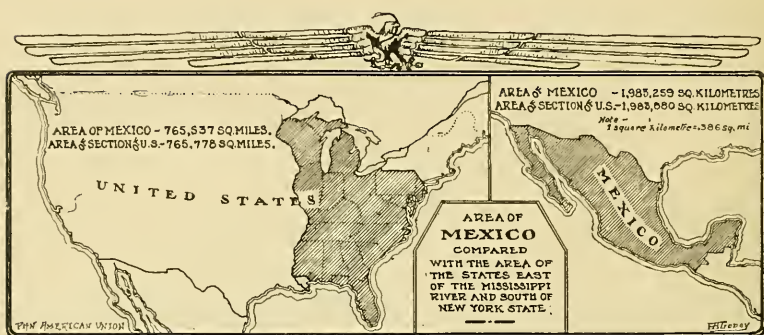 AREA OF MEXICO - 765,537 SQ. MILES.
AREA of SECTION of U.S. - 765,778 SQ. MILES.
UNITED STATES
PAN AMERICAN UNION
AREA of MEXICO - 1,983,259 SQ. KILOMETRES
AREA of SECTION of U.S. - 1,983,880 SQ. KILOMETRES
Note -
1 square kilometre = .386 sq. mi
MEXICO
AREA OF
MEXICO
COMPARED
WITH THE AREA OF
THE STATES EAST
OF THE MISSISSIPPI
RIVER AND SOUTH OF
NEW YORK STATE.